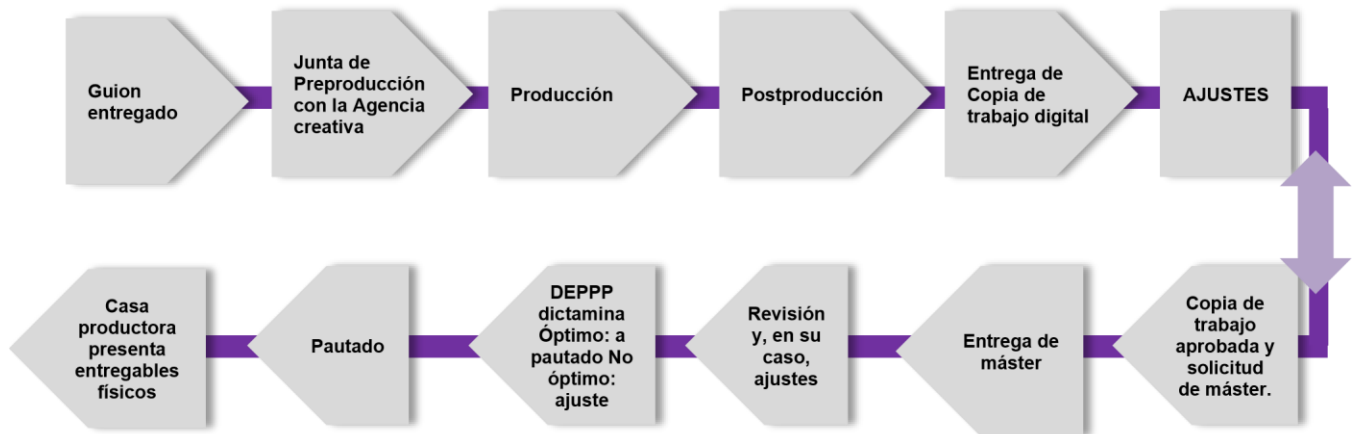 Guion
entregado
Junta de
Preproducción
con la Agencia
creativa
Producción
Postproducción
Entrega de
Copia de
trabajo digital
AJUSTES
Copia de
trabajo
aprobada y
solicitud
de máster.
Entrega de
máster
Revisión
y, en su
caso,
ajustes
DEPPP
dictamina
Óptimo: a
pautado No
óptimo:
ajuste
Pautado
Casa
productora
presenta
entregables
físicos